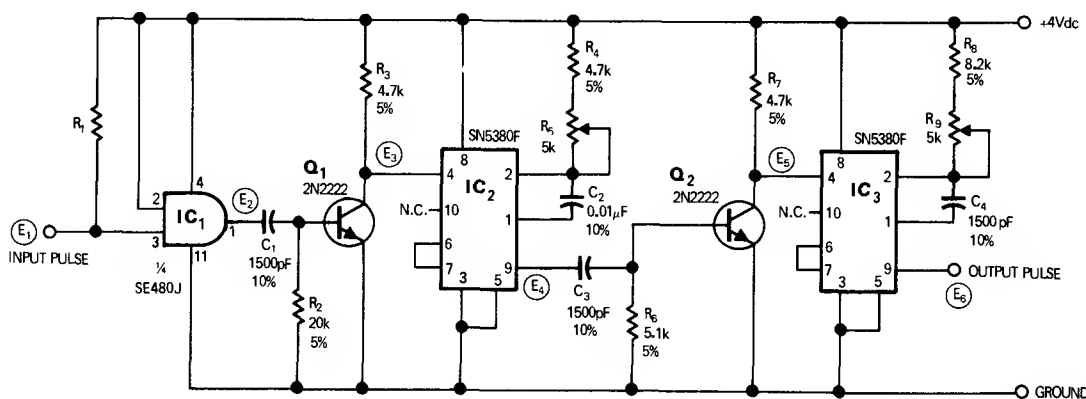 +4Vdc
R1
R3
4.7k
5%
R4
4.7k
5%
R5
5k
R7
4.7k
5%
R8
8.2k
5%
R9
5k
SN5380F
SN5380F
E1
INPUT PULSE
2
3
4
IC1
1
11
1/4
SE480J
E2
C1
1500pF
10%
R2
20k
5%
Q1
2N2222
E3
4
8
2
IC2
10
N.C.
1
6
7
3
5
9
C2
0.01μF
10%
E4
C3
1500pF
10%
R6
5.1k
5%
Q2
2N2222
E5
4
8
2
IC3
10
N.C.
1
6
7
3
5
9
C4
1500pF
10%
OUTPUT PULSE
E6
GROUND